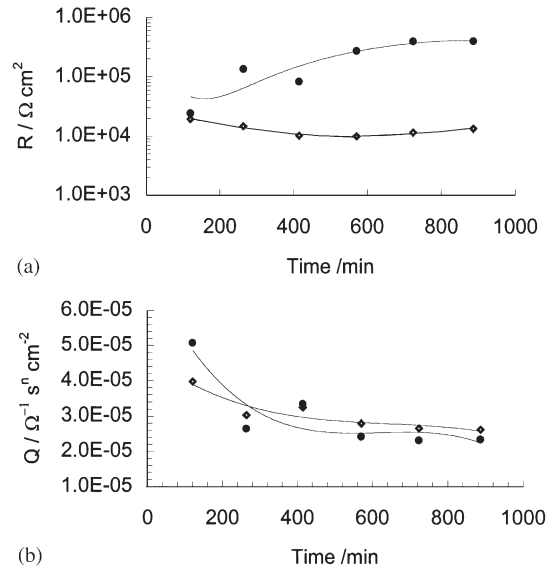 1.0E+06
1.0E+05
1.0E+04
1.0E+03
R / Ω cm²
0 200 400 600 800 1000
(a)
Time /min
6.0E-05
5.0E-05
4.0E-05
3.0E-05
2.0E-05
1.0E-05
Q / Ω⁻¹ sⁿ cm⁻²
0 200 400 600 800 1000
(b)
Time /min